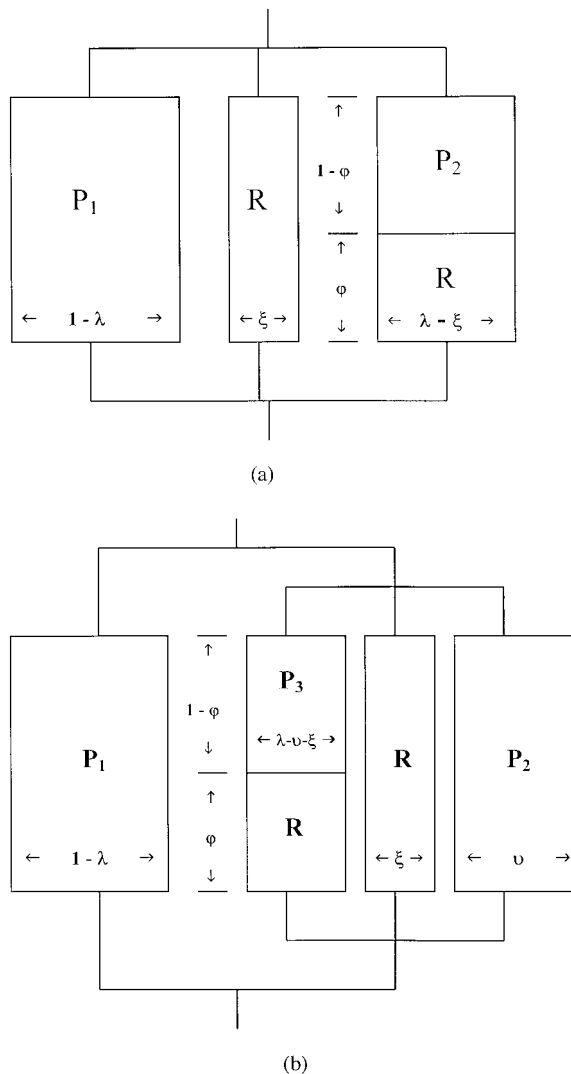 P₁
R
P₂
R
↑
1 - φ
↓
↑
φ
↓
← 1 - λ →
← ξ →
← λ - ξ →
(a)
P₁
P₃
R
P₂
R
↑
1 - φ
↓
↑
φ
↓
← λ-υ-ξ →
← 1 - λ →
← ξ →
← υ →
(b)